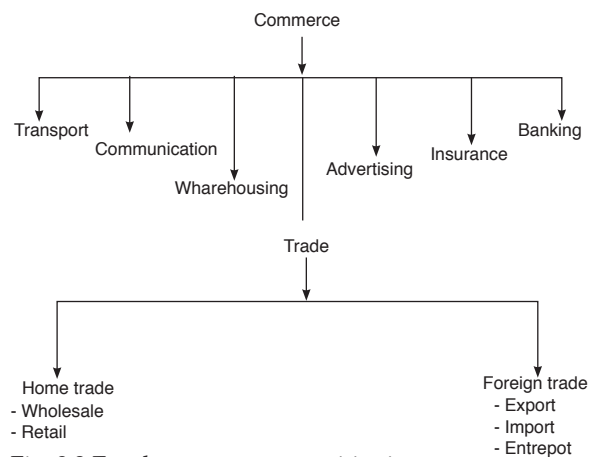 Commerce
Transport
Communication
Wharehousing
Advertising
Insurance
Banking
Trade
Home trade
- Wholesale
- Retail
Foreign trade
- Export
- Import
- Entrepot